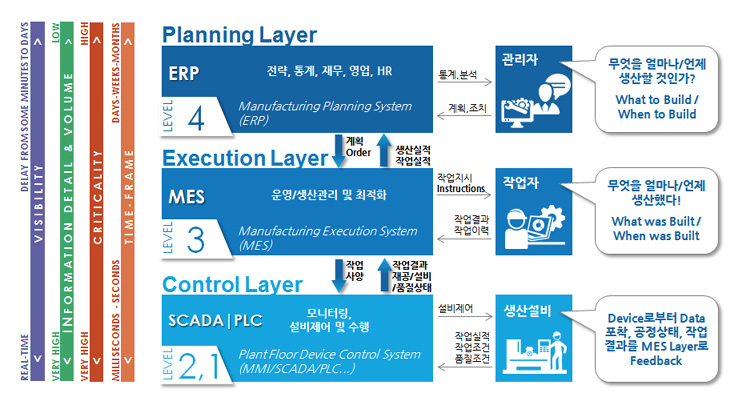 DELAY FROM SOME MINUTES TO DAYS
VISIBILITY
REAL-TIME
LOW
INFORMATION DETAIL & VOLUME
VERY HIGH
HIGH
CRITICALITY
VERY HIGH
DAYS-WEEKS-MONTHS
TIME-FRAME
MILLISECONDS - SECONDS
Planning Layer
ERP
전략, 통계, 재무, 영업, HR
LEVEL
4
Manufacturing Planning System
(ERP)
통계,분석
계획,조치
관리자
무엇을 얼마나/언제
생산할 것인가?
What to Build /
When to Build
계획
Order
생산실적
작업실적
Execution Layer
MES
운영/생산관리 및 최적화
LEVEL
3
Manufacturing Execution System
(MES)
작업지시
Instructions
작업결과
작업이력
작업자
무엇을 얼마나/언제
생산했다!
What was Built /
When was Built
작업
사양
작업결과
재공/설비
/품질상태
Control Layer
SCADA|PLC
모니터링,
설비제어 및 수행
LEVEL
2,1
Plant Floor Device Control System
(MMI/SCADA/PLC...)
설비제어
작업실적
작업조건
품질조건
생산설비
Device로부터 Data
포착, 공정상태, 작업
결과를 MES Layer로
Feedback